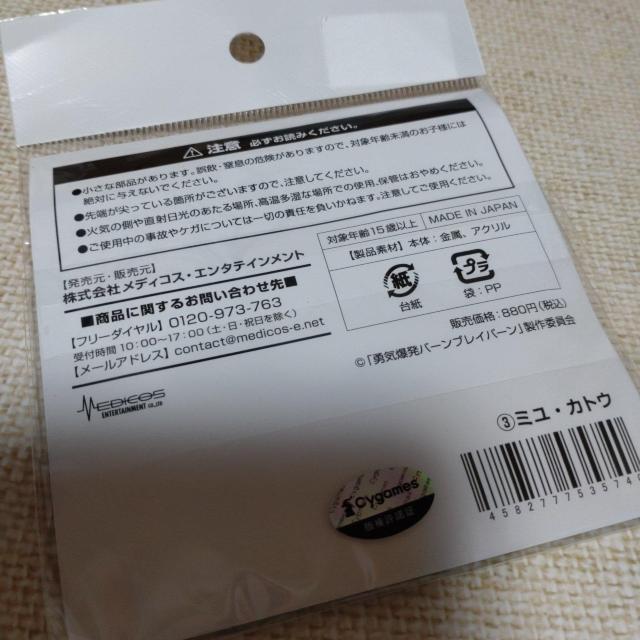 ⚠ 注意 必ずお読みください。
●小さな部品があります。誤飲・窒息の危険がありますので、対象年齢未満のお子様には
絶対に与えないでください。
●先端が尖っている箇所がございますので、注意してください。
●火気の側や直射日光のあたる場所、高温多湿な場所での使用、保管はおやめください。
●ご使用中の事故やケガについては一切の責任を負いかねます。注意してご使用ください。
[発売元・販売元]
株式会社メディコス・エンタテインメント
■商品に関するお問い合わせ先■
【フリーダイヤル】0120-973-763
受付時間 10:00~17:00(土・日・祝日を除く)
【メールアドレス】contact@medicos-e.net
MEDICOS
ENTERTAINMENT CO.,LTD
対象年齢15歳以上 MADE IN JAPAN
【製品素材】本体:金属、アクリル
紙
台紙
プラ
袋:PP
販売価格:880円(税込)
©「勇気爆発バーンブレイバーン」製作委員会
③ミユ・カトウ
Cygames
4 582777 53574